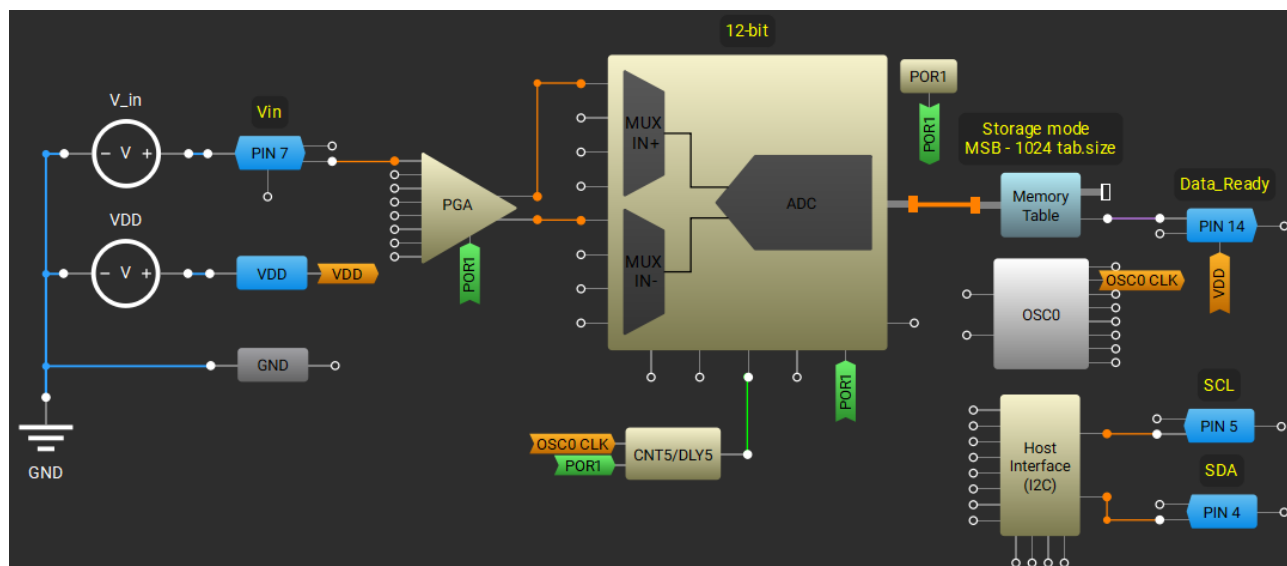 12-bit
V_in
Vin
- V +
PIN 7
VDD
- V +
VDD
VDD
GND
GND
PGA
POR1
MUX
IN+
MUX
IN-
ADC
POR1
OSC0 CLK
POR1
CNT5/DLY5
POR1
POR1
Storage mode
MSB - 1024 tab.size
Memory
Table
Data_Ready
PIN 14
VDD
OSC0 CLK
OSC0
Host
Interface
(I2C)
SCL
PIN 5
SDA
PIN 4